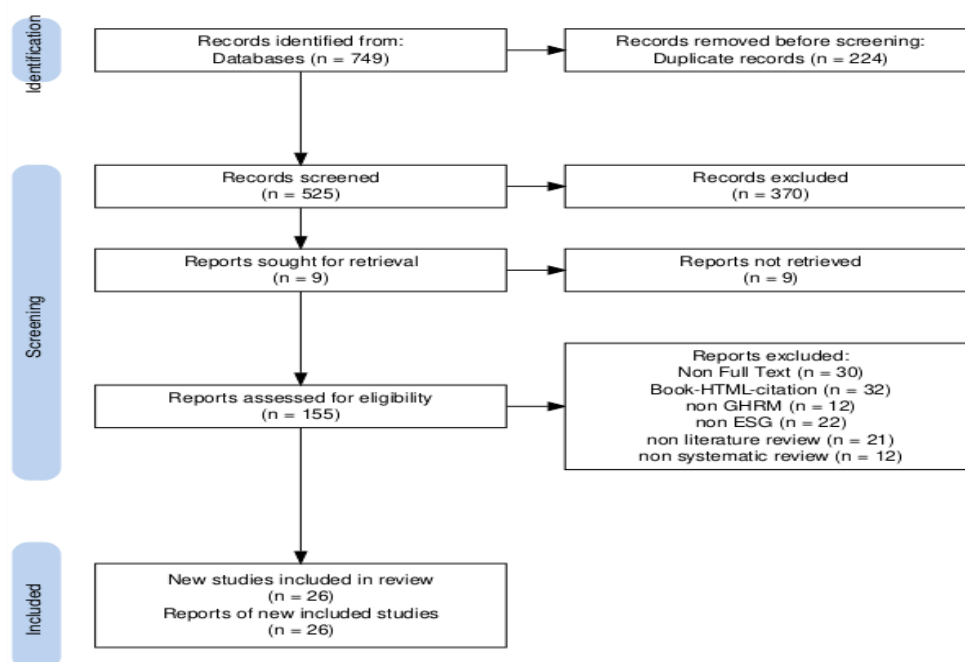 Identification
Records identified from:
Databases (n = 749)
Records removed before screening:
Duplicate records (n = 224)
Screening
Records screened
(n = 525)
Records excluded
(n = 370)
Reports sought for retrieval
(n = 9)
Reports not retrieved
(n = 9)
Reports assessed for eligibility
(n = 155)
Reports excluded:
Non Full Text (n = 30)
Book-HTML-citation (n = 32)
non GHRM (n = 12)
non ESG (n = 22)
non literature review (n = 21)
non systematic review (n = 12)
Included
New studies included in review
(n = 26)
Reports of new included studies
(n = 26)